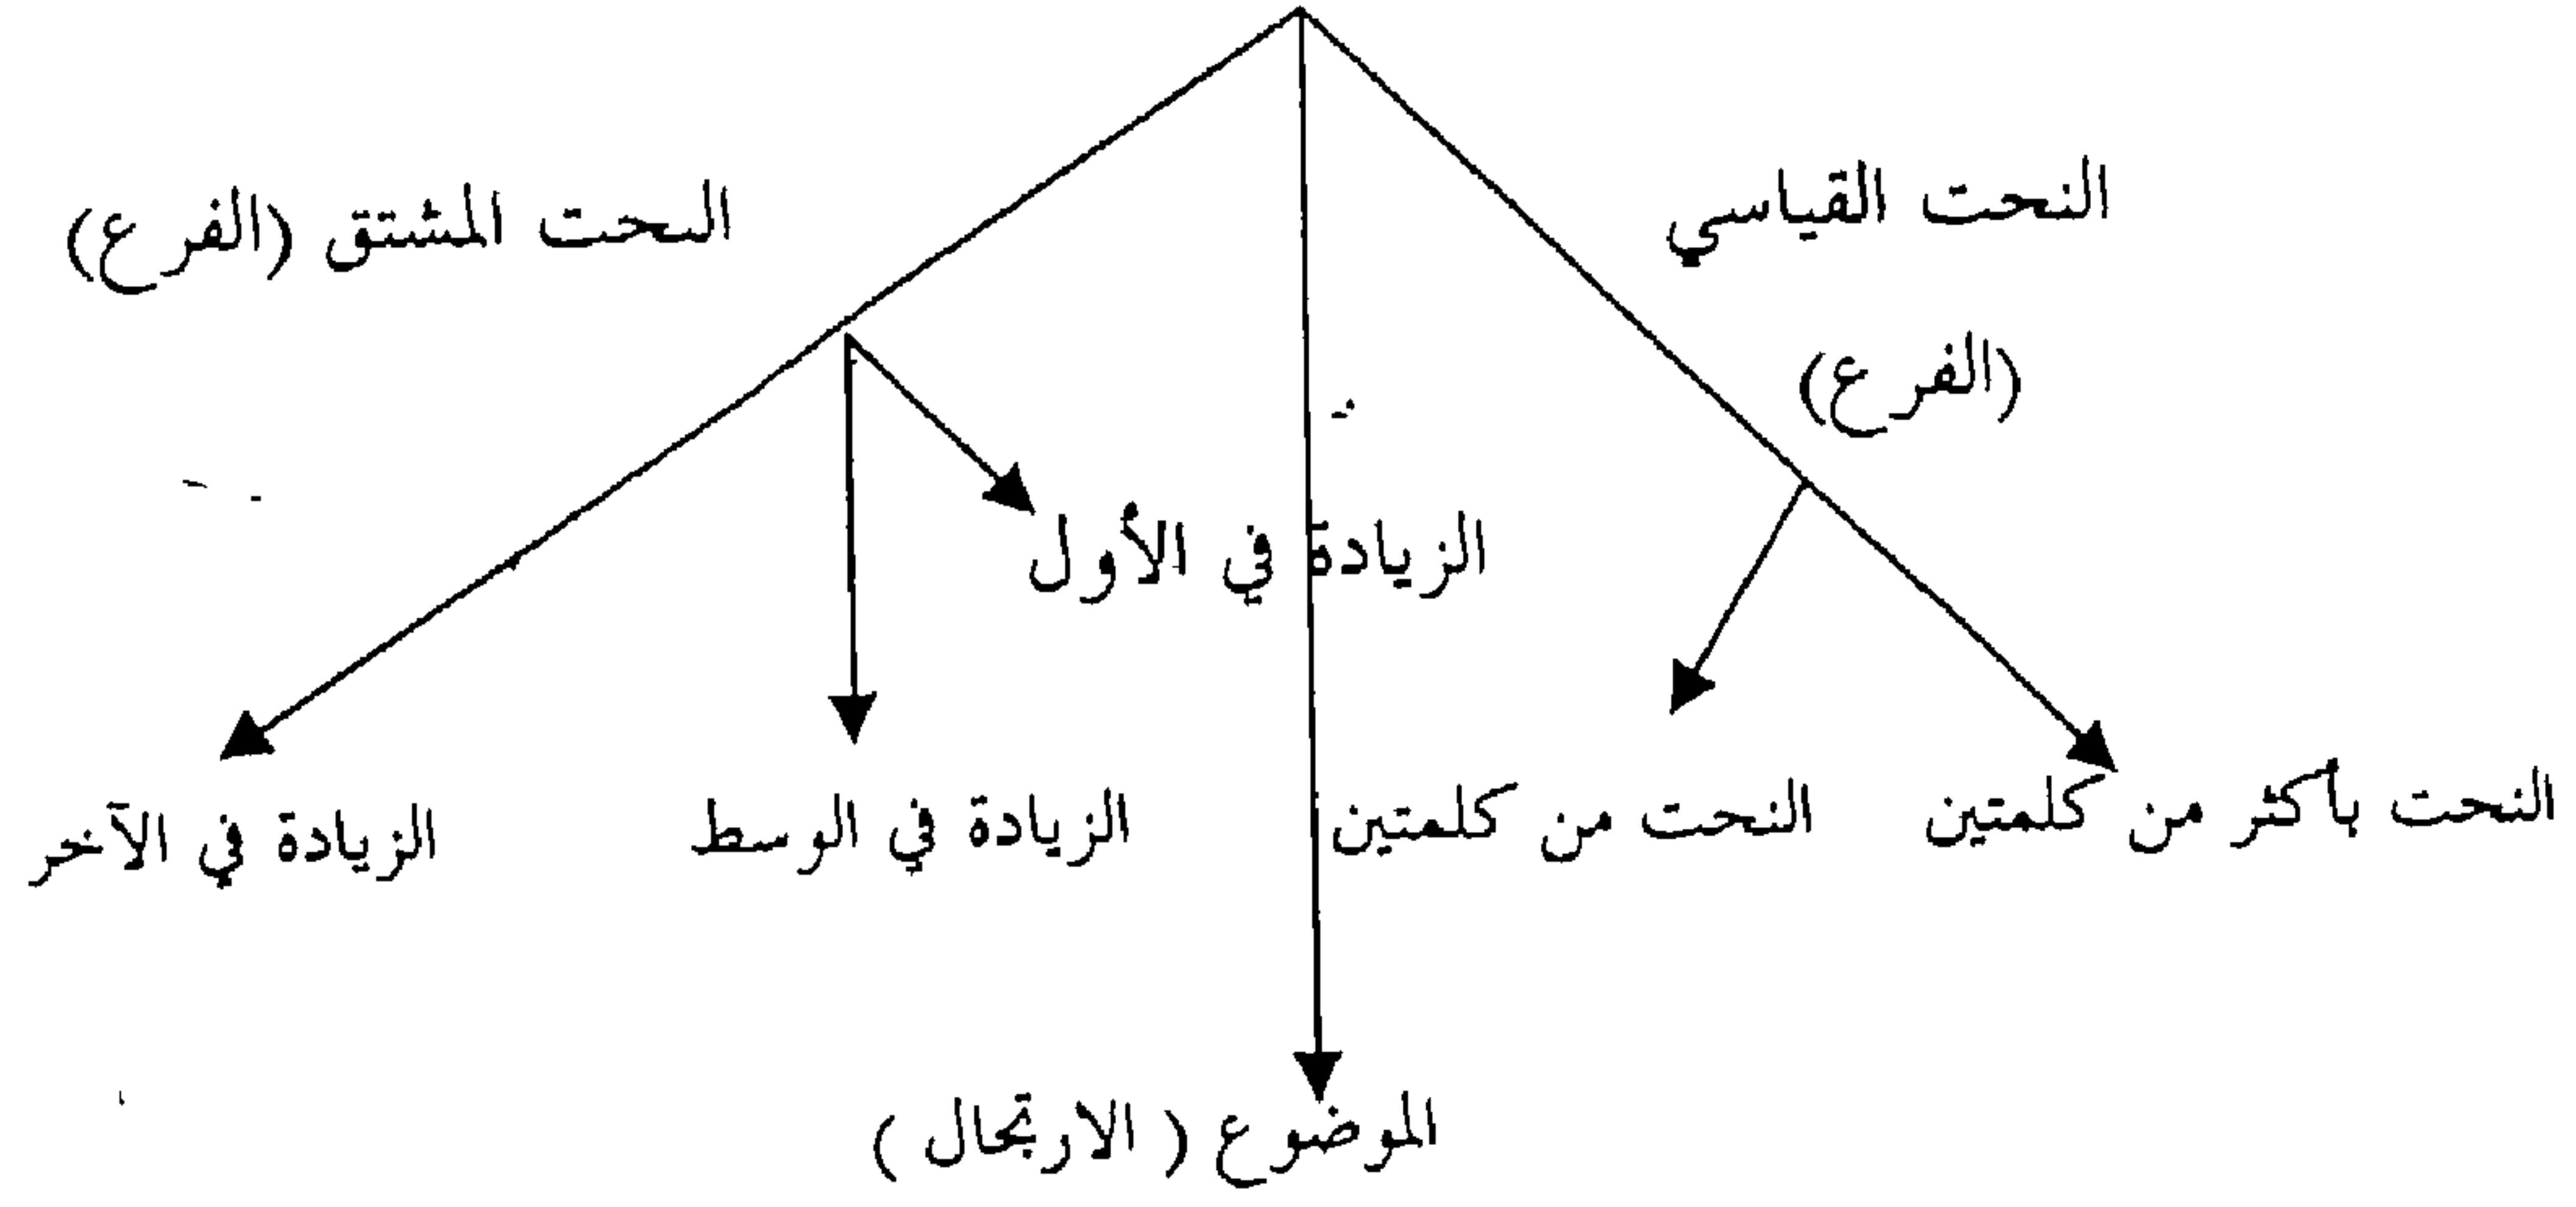 النحت القياسي
(الفرع)
النحت المشتق (الفرع)
الزيادة في الأول
النحت بأكثر من كلمتين
النحت من كلمتين
الزيادة في الوسط
الزيادة في الآخر
الموضوع ( الارتجال )